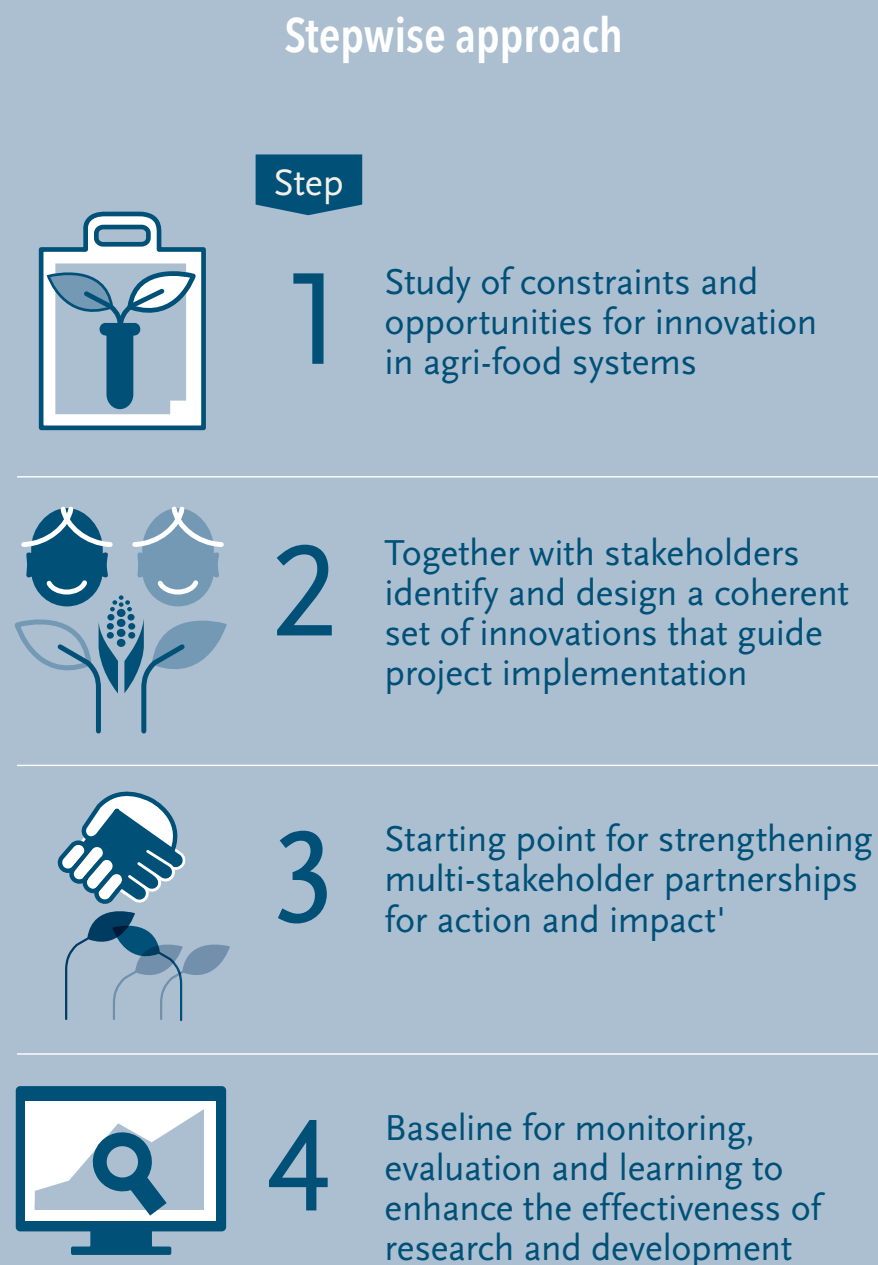 Stepwise approach
Step
1
Study of constraints and
opportunities for innovation
in agri-food systems
2
Together with stakeholders
identify and design a coherent
set of innovations that guide
project implementation
3
Starting point for strengthening
multi-stakeholder partnerships
for action and impact'
4
Baseline for monitoring,
evaluation and learning to
enhance the effectiveness of
research and development